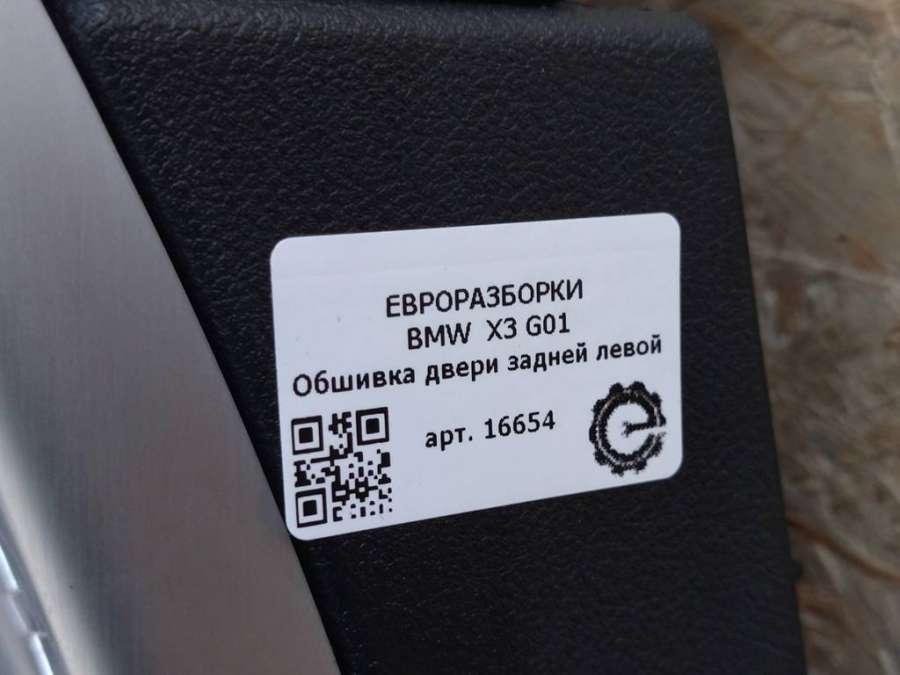 ЕВРОРАЗБОРКИ
BMW X3 G01
Обшивка двери задней левой
арт. 16654